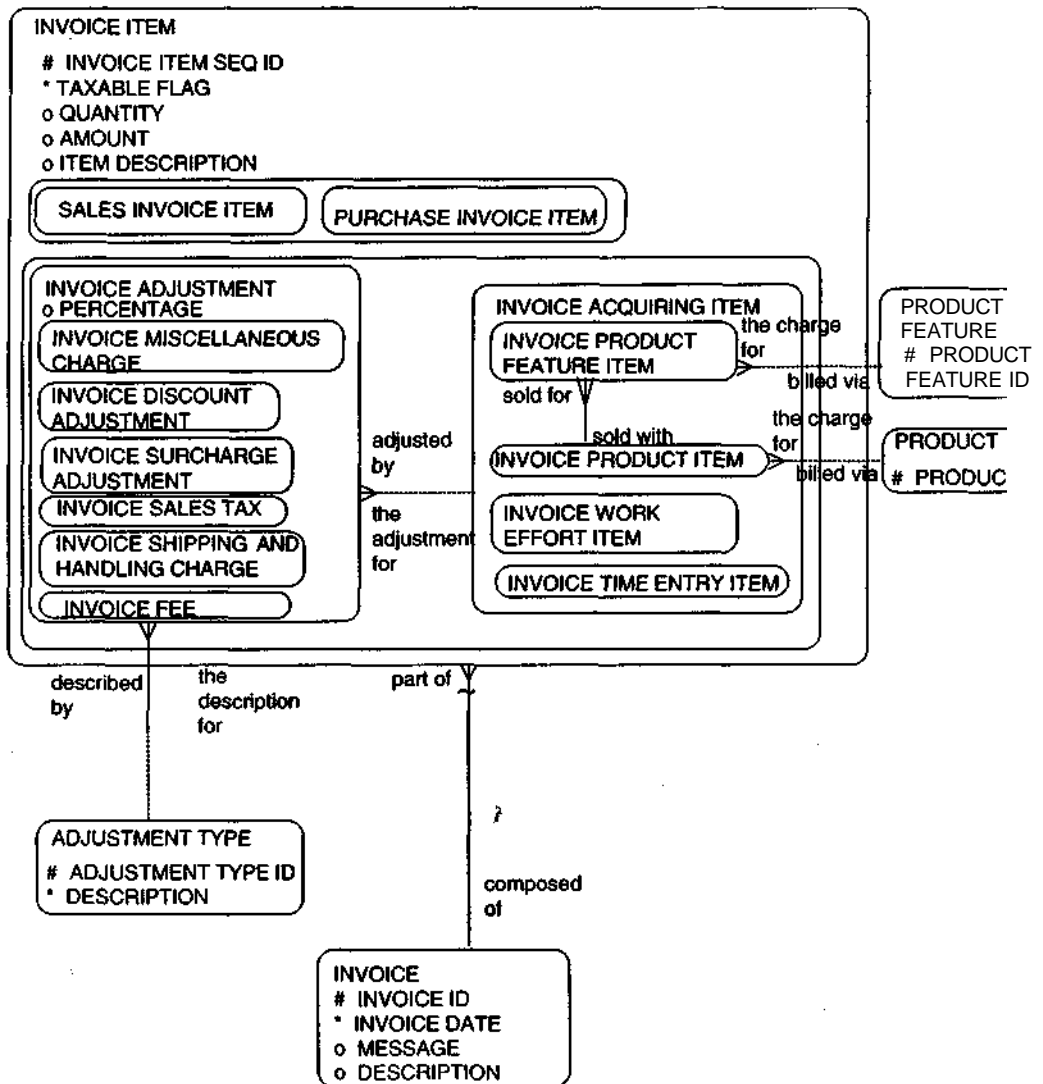 INVOICE ITEM
# INVOICE ITEM SEQ ID
* TAXABLE FLAG
o QUANTITY
o AMOUNT
o ITEM DESCRIPTION
SALES INVOICE ITEM
PURCHASE INVOICE ITEM
INVOICE ADJUSTMENT
o PERCENTAGE
INVOICE MISCELLANEOUS
CHARGE
INVOICE DISCOUNT
ADJUSTMENT
INVOICE SURCHARGE
ADJUSTMENT
INVOICE SALES TAX
INVOICE SHIPPING AND
HANDLING CHARGE
INVOICE FEE
adjusted
by
the
adjustment
for
INVOICE ACQUIRING ITEM
INVOICE PRODUCT
FEATURE ITEM
sold for
sold with
INVOICE PRODUCT ITEM
INVOICE WORK
EFFORT ITEM
INVOICE TIME ENTRY ITEM
the charge
for
billed via
PRODUCT
FEATURE
# PRODUCT
FEATURE ID
the charge
for
billed via
PRODUCT
# PRODUC
described
by
the
description
for
part of
ADJUSTMENT TYPE
# ADJUSTMENT TYPE ID
* DESCRIPTION
composed
of
INVOICE
# INVOICE ID
* INVOICE DATE
o MESSAGE
o DESCRIPTION